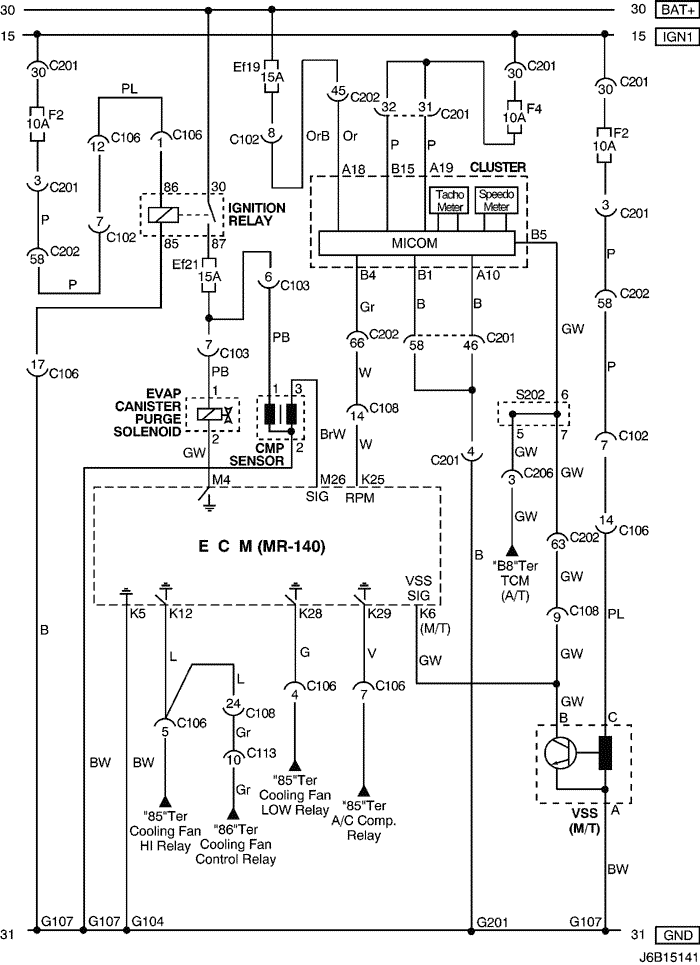 30 30 BAT+
15 15 IGN1
30 C201
F2
10A
3 C201
P
58 C202
P
PL
12 C106
1 C106
7 C102
86 30
IGNITION
RELAY
85 87
Ef21
15A
Ef19
15A
8
C102
OrB
45 C202
Or
32 31 C201
P P
30 C201
F4
10A
30 C201
F2
10A
3 C201
P
58 C202
P
7 C102
14 C106
PL
A18 B15 A19 CLUSTER
Tacho
Meter
Speedo
Meter
MICOM
B5
B4 B1 A10
Gr B B
GW
6 C103
PB
7 C103
PB
66 C202
W
58 46 C201
14 C108
W
17 C106
EVAP
CANISTER
PURGE
SOLENOID
1
2
GW
1 3
2
CMP
SENSOR
BrW
S202 6
5 7
GW GW
C201 4
3 C206
GW
63 C202
GW
9 C108
GW
"B8"Ter
TCM
(A/T)
M4 M26 K25
SIG RPM
E C M (MR-140)
VSS
SIG
K5 K12 K28 K29 K6
(M/T)
B
B
L G V GW
L
24 C108
Gr
5 C106
10 C113
Gr
4 C106
7 C106
BW BW
"85"Ter
Cooling Fan
HI Relay
"86"Ter
Cooling Fan
Control Relay
"85"Ter
Cooling Fan
LOW Relay
"85"Ter
A/C Comp.
Relay
GW
B C
A
VSS
(M/T)
BW
G107 G107 G104 G201 G107
31 31 GND
J6B15141